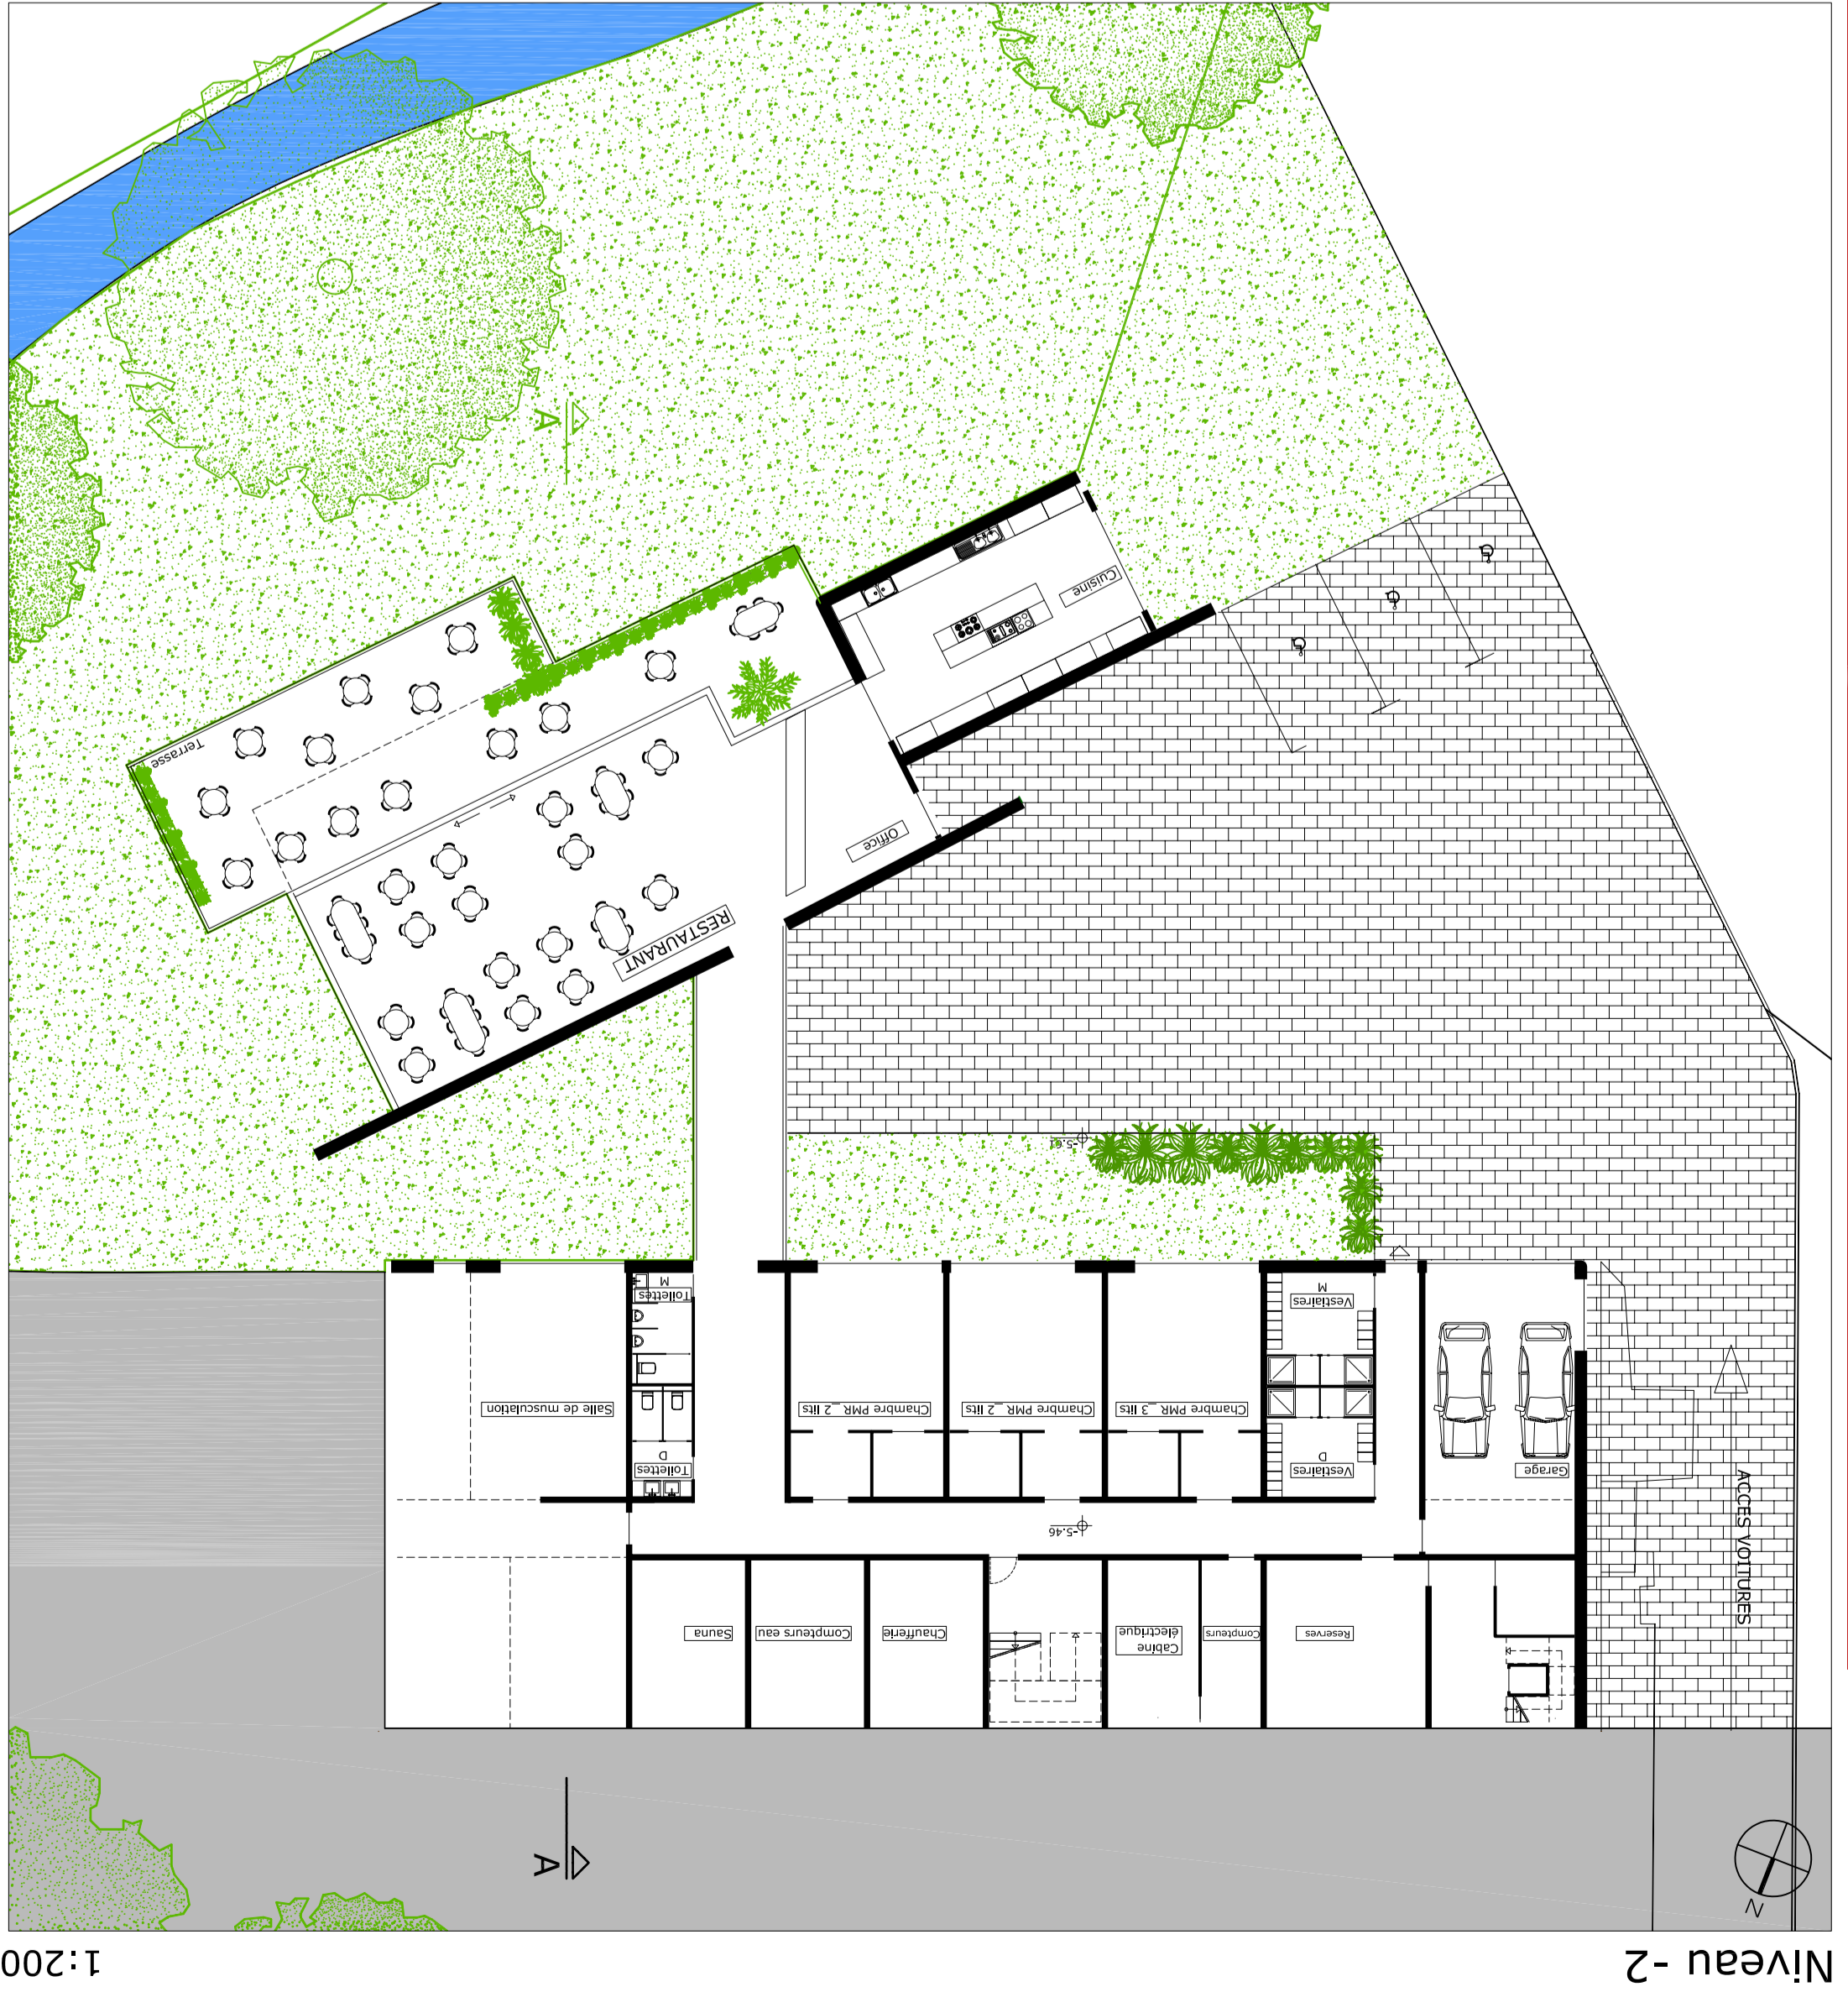 Niveau -2
1:200
N
A
ACCES VOITURES
Reserves
Compteurs
Cabine
électrique
Chaufferie
Compteurs eau
Sauna
-5.46
Garage
Vestiaires
D
Toilettes
D
Chambre PMR _3 lits
Chambre PMR _2 lits
Chambre PMR _2 lits
Salle de musculation
Vestiaires
M
Toilettes
M
-5.61
RESTAURANT
Office
Terrasse
Cuisine
A